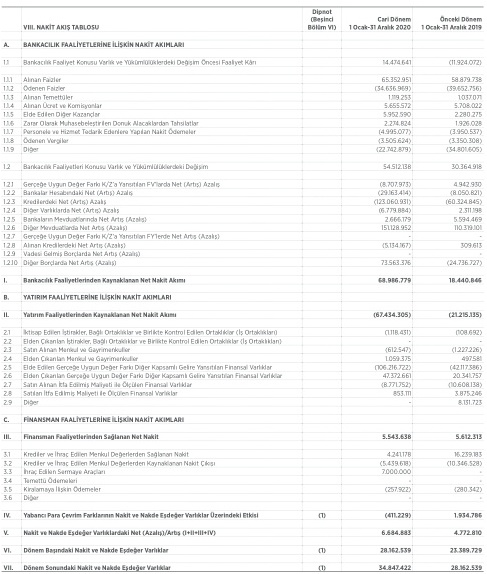 Dipnot
(Beşinci Cari Dönem Önceki Dönem
VIII. NAKİT AKIŞ TABLOSU Bölüm VI) 1 Ocak-31 Aralık 2020 1 Ocak-31 Aralık 2019
A. BANKACILIK FAALİYETLERİNE İLİŞKİN NAKİT AKIMLARI
1.1 Bankacılık Faaliyet Konusu Varlık ve Yükümlülüklerdeki Değişim Öncesi Faaliyet Kârı 14.474.641 (11.924.072)
1.1.1 Alınan Faizler 65.352.951 58.879.738
1.1.2 Ödenen Faizler (34.636.969) (39.652.756)
1.1.3 Alınan Temettüler 1.119.253 1.037.071
1.1.4 Alınan Ücret ve Komisyonlar 5.655.572 5.708.022
1.1.5 Elde Edilen Diğer Kazançlar 5.952.590 2.280.275
1.1.6 Zarar Olarak Muhasebeleştirilen Donuk Alacaklardan Tahsilatlar 2.274.824 1.926.028
1.1.7 Personele ve Hizmet Tedarik Edenlere Yapılan Nakit Ödemeler (4.995.077) (3.950.537)
1.1.8 Ödenen Vergiler (3.505.624) (3.350.308)
1.1.9 Diğer (22.742.879) (34.801.605)
1.2 Bankacılık Faaliyetleri Konusu Varlık ve Yükümlülüklerdeki Değişim 54.512.138 30.364.918
1.2.1 Gerçeğe Uygun Değer Farkı K/Z'a Yansıtılan FV'larda Net (Artış) Azalış (8.707.973) 4.942.930
1.2.2 Bankalar Hesabındaki Net (Artış) Azalış (29.163.414) (8.050.821)
1.2.3 Kredilerdeki Net (Artış) Azalış (123.060.931) (60.324.845)
1.2.4 Diğer Varlıklarda Net (Artış) Azalış (6.779.884) 2.311.198
1.2.5 Bankaların Mevduatlarında Net Artış (Azalış) 2.666.179 5.594.469
1.2.6 Diğer Mevduatlarda Net Artış (Azalış) 151.128.952 110.319.101
1.2.7 Gerçeğe Uygun Değer Farkı K/Z'a Yansıtılan FY'lerde Net Artış (Azalış) - -
1.2.8 Alınan Kredilerdeki Net Artış (Azalış) (5.134.167) 309.613
1.2.9 Vadesi Gelmiş Borçlarda Net Artış (Azalış) - -
1.2.10 Diğer Borçlarda Net Artış (Azalış) 73.563.376 (24.736.727)
I. Bankacılık Faaliyetlerinden Kaynaklanan Net Nakit Akımı 68.986.779 18.440.846
B. YATIRIM FAALİYETLERİNE İLİŞKİN NAKİT AKIMLARI
II. Yatırım Faaliyetlerinden Kaynaklanan Net Nakit Akımı (67.434.305) (21.215.135)
2.1 İktisap Edilen İştirakler, Bağlı Ortaklıklar ve Birlikte Kontrol Edilen Ortaklıklar (İş Ortaklıkları) (1.118.431) (108.692)
2.2 Elden Çıkarılan İştirakler, Bağlı Ortaklıklar ve Birlikte Kontrol Edilen Ortaklıklar (İş Ortaklıkları) - -
2.3 Satın Alınan Menkul ve Gayrimenkuller (612.547) (1.227.226)
2.4 Elden Çıkarılan Menkul ve Gayrimenkuller 1.059.375 497.581
2.5 Elde Edilen Gerçeğe Uygun Değer Farkı Diğer Kapsamlı Gelire Yansıtılan Finansal Varlıklar (106.216.722) (42.117.386)
2.6 Elden Çıkarılan Gerçeğe Uygun Değer Farkı Diğer Kapsamlı Gelire Yansıtılan Finansal Varlıklar 47.372.661 20.341.757
2.7 Satın Alınan İtfa Edilmiş Maliyeti ile Ölçülen Finansal Varlıklar (8.771.752) (10.608.138)
2.8 Satılan İtfa Edilmiş Maliyeti ile Ölçülen Finansal Varlıklar 853.111 3.875.246
2.9 Diğer - 8.131.723
C. FİNANSMAN FAALİYETLERİNE İLİŞKİN NAKİT AKIMLARI
III. Finansman Faaliyetlerinden Sağlanan Net Nakit 5.543.638 5.612.313
3.1 Krediler ve İhraç Edilen Menkul Değerlerden Sağlanan Nakit 4.241.178 16.239.183
3.2 Krediler ve İhraç Edilen Menkul Değerlerden Kaynaklanan Nakit Çıkışı (5.439.618) (10.346.528)
3.3 İhraç Edilen Sermaye Araçları 7.000.000 -
3.4 Temettü Ödemeleri - -
3.5 Kiralamaya İlişkin Ödemeler (257.922) (280.342)
3.6 Diğer - -
IV. Yabancı Para Çevrim Farklarının Nakit ve Nakde Eşdeğer Varlıklar Üzerindeki Etkisi (1) (411.229) 1.934.786
V. Nakit ve Nakde Eşdeğer Varlıklardaki Net (Azalış)/Artış (I+II+III+IV) 6.684.883 4.772.810
VI. Dönem Başındaki Nakit ve Nakde Eşdeğer Varlıklar (1) 28.162.539 23.389.729
VII. Dönem Sonundaki Nakit ve Nakde Eşdeğer Varlıklar (1) 34.847.422 28.162.539